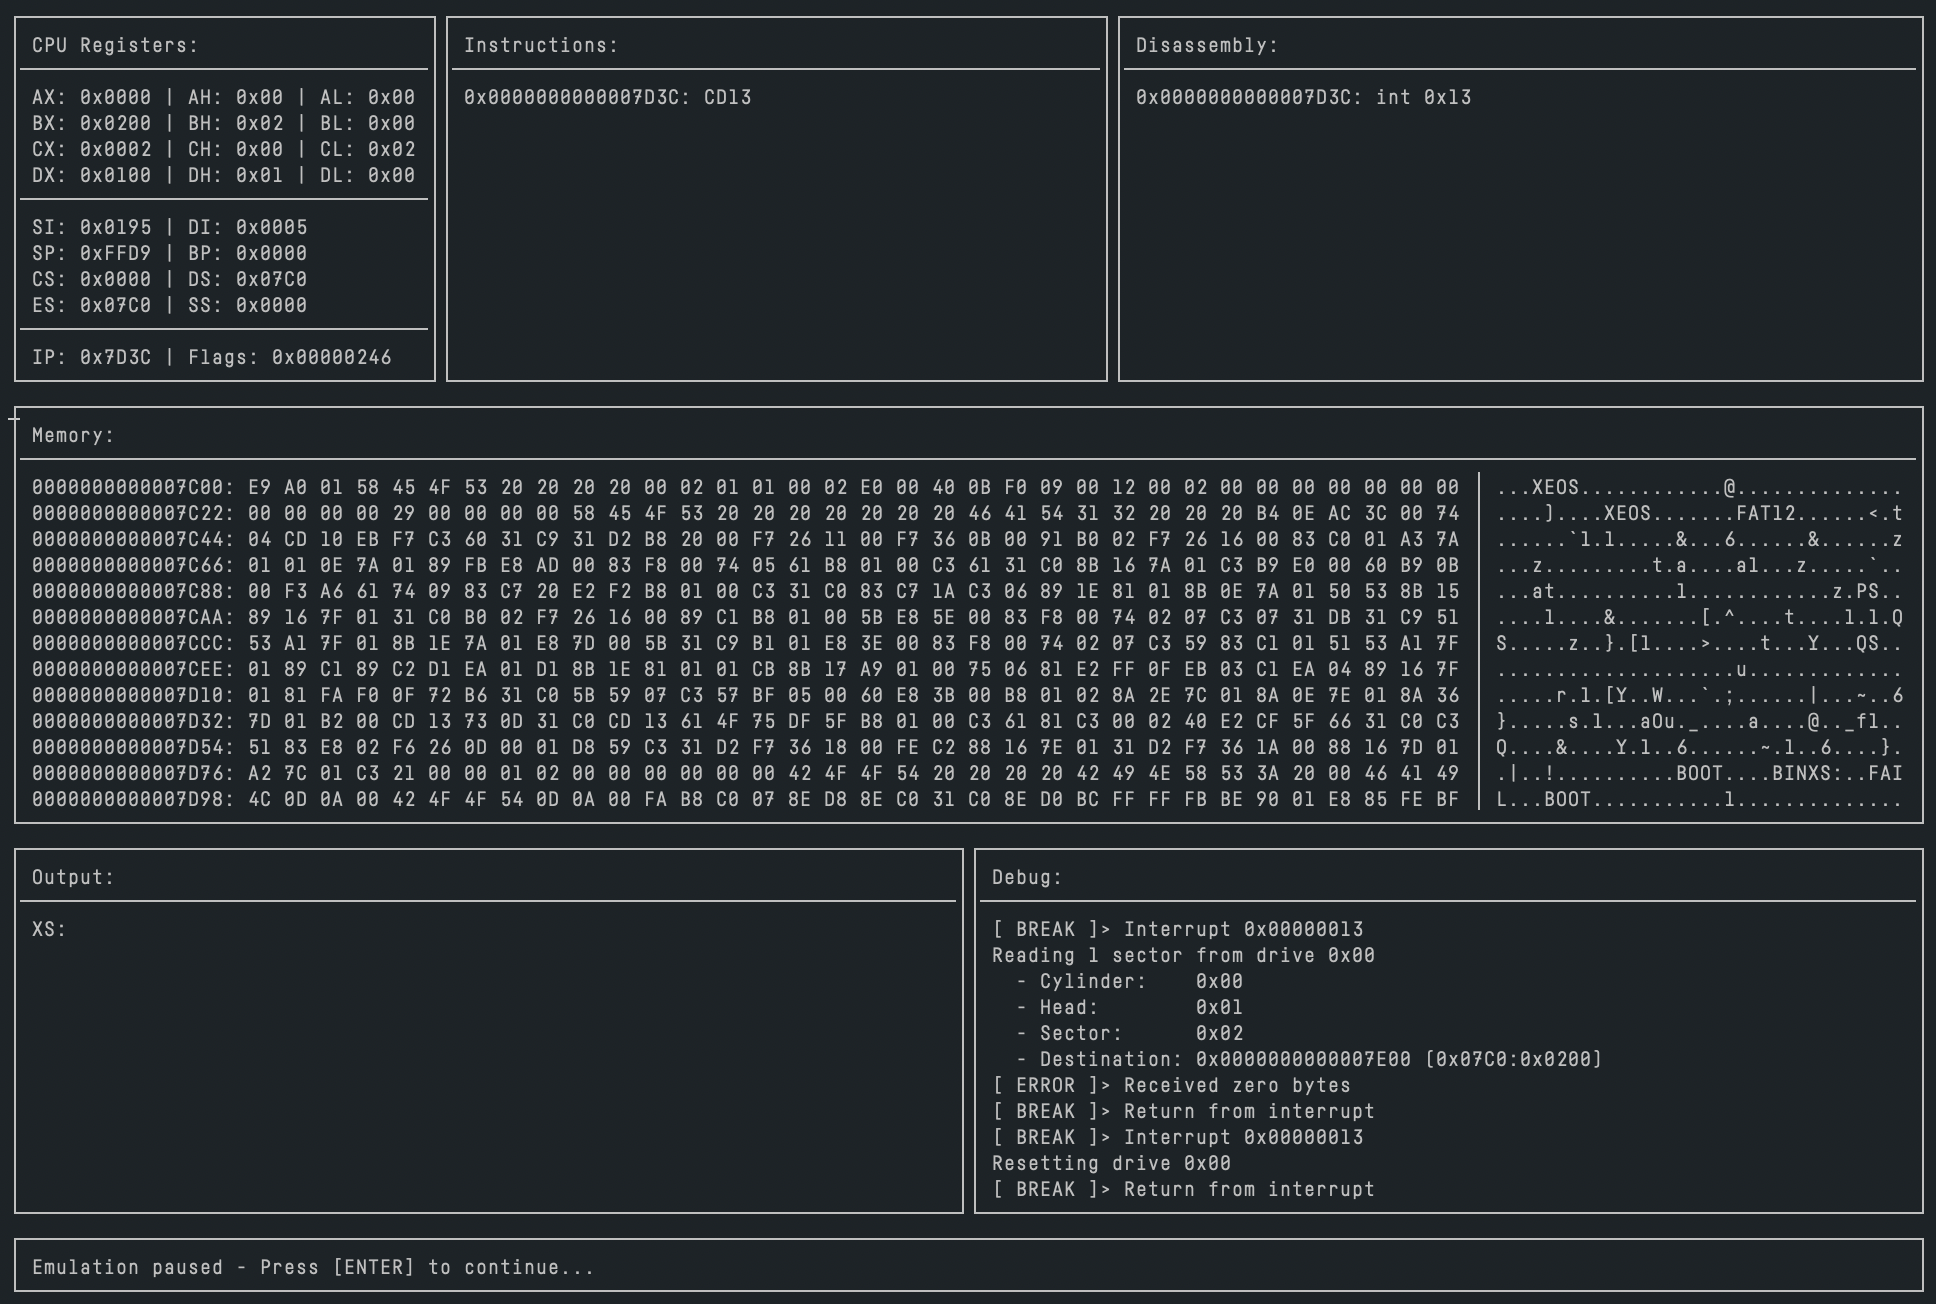 CPU Registers:
AX: 0x0000 | AH: 0x00 | AL: 0x00
BX: 0x0200 | BH: 0x02 | BL: 0x00
CX: 0x0002 | CH: 0x00 | CL: 0x02
DX: 0x0100 | DH: 0x01 | DL: 0x00
SI: 0x0195 | DI: 0x0005
SP: 0xFFD9 | BP: 0x0000
CS: 0x0000 | DS: 0x07C0
ES: 0x07C0 | SS: 0x0000
IP: 0x7D3C | Flags: 0x00000246
Instructions:
0x0000000000007D3C: CD13
Disassembly:
0x0000000000007D3C: int 0x13
Memory:
0000000000007C00: E9 A0 01 58 45 4F 53 20 20 20 20 00 02 01 01 00 02 E0 00 40 0B F0 09 00 12 00 02 00 00 00 00 00 00 00 | ...XEOS............@..............
0000000000007C22: 00 00 00 00 29 00 00 00 00 58 45 4F 53 20 20 20 20 20 20 20 46 41 54 31 32 20 20 20 B4 0E AC 3C 00 74 | ....]....XEOS.......FAT12......<.t
0000000000007C44: 04 CD 10 EB F7 C3 60 31 C9 31 D2 B8 20 00 F7 26 11 00 F7 36 0B 00 91 B0 02 F7 26 16 00 83 C0 01 A3 7A | ......`1.1.....&...6......&......z
0000000000007C66: 01 01 0E 7A 01 89 FB E8 AD 00 83 F8 00 74 05 61 B8 01 00 C3 61 31 C0 8B 16 7A 01 C3 B9 E0 00 60 B9 0B | ...z.........t.a....a1...z.....`..
0000000000007C88: 00 F3 A6 61 74 09 83 C7 20 E2 F2 B8 01 00 C3 31 C0 83 C7 1A C3 06 89 1E 81 01 8B 0E 7A 01 50 53 8B 15 | ...at..........1............z.PS..
0000000000007CAA: 89 16 7F 01 31 C0 B0 02 F7 26 16 00 89 C1 B8 01 00 5B E8 5E 00 83 F8 00 74 02 07 C3 07 31 DB 31 C9 51 | ....1....&.......[.^....t....1.1.Q
0000000000007CCC: 53 A1 7F 01 8B 1E 7A 01 E8 7D 00 5B 31 C9 B1 01 E8 3E 00 83 F8 00 74 02 07 C3 59 83 C1 01 51 53 A1 7F | S.....z..}.[1....>....t...Y...QS..
0000000000007CEE: 01 89 C1 89 C2 D1 EA 01 D1 8B 1E 81 01 01 CB 8B 17 A9 01 00 75 06 81 E2 FF 0F EB 03 C1 EA 04 89 16 7F | ....................u.............
0000000000007D10: 01 81 FA F0 0F 72 B6 31 C0 5B 59 07 C3 57 BF 05 00 60 E8 3B 00 B8 01 02 8A 2E 7C 01 8A 0E 7E 01 8A 36 | .....r.1.[Y..W...`.;......|...~..6
0000000000007D32: 7D 01 B2 00 CD 13 73 0D 31 C0 CD 13 61 4F 75 DF 5F B8 01 00 C3 61 81 C3 00 02 40 E2 CF 5F 66 31 C0 C3 | }.....s.1...aOu._....a....@.._f1..
0000000000007D54: 51 83 E8 02 F6 26 0D 00 01 D8 59 C3 31 D2 F7 36 18 00 FE C2 88 16 7E 01 31 D2 F7 36 1A 00 88 16 7D 01 | Q....&....Y.1..6......~.1..6....}.
0000000000007D76: A2 7C 01 C3 21 00 00 01 02 00 00 00 00 00 00 42 4F 4F 54 20 20 20 20 42 49 4E 58 53 3A 20 00 46 41 49 | .|..!..........BOOT....BINXS:..FAI
0000000000007D98: 4C 0D 0A 00 42 4F 4F 54 0D 0A 00 FA B8 C0 07 8E D8 8E C0 31 C0 8E D0 BC FF FF FB BE 90 01 E8 85 FE BF | L...BOOT...........1..............
Output:
XS:
Debug:
[ BREAK ]> Interrupt 0x00000013
Reading 1 sector from drive 0x00
- Cylinder: 0x00
- Head: 0x01
- Sector: 0x02
- Destination: 0x0000000000007E00 [0x07C0:0x0200]
[ ERROR ]> Received zero bytes
[ BREAK ]> Return from interrupt
[ BREAK ]> Interrupt 0x00000013
Resetting drive 0x00
[ BREAK ]> Return from interrupt
Emulation paused - Press [ENTER] to continue...